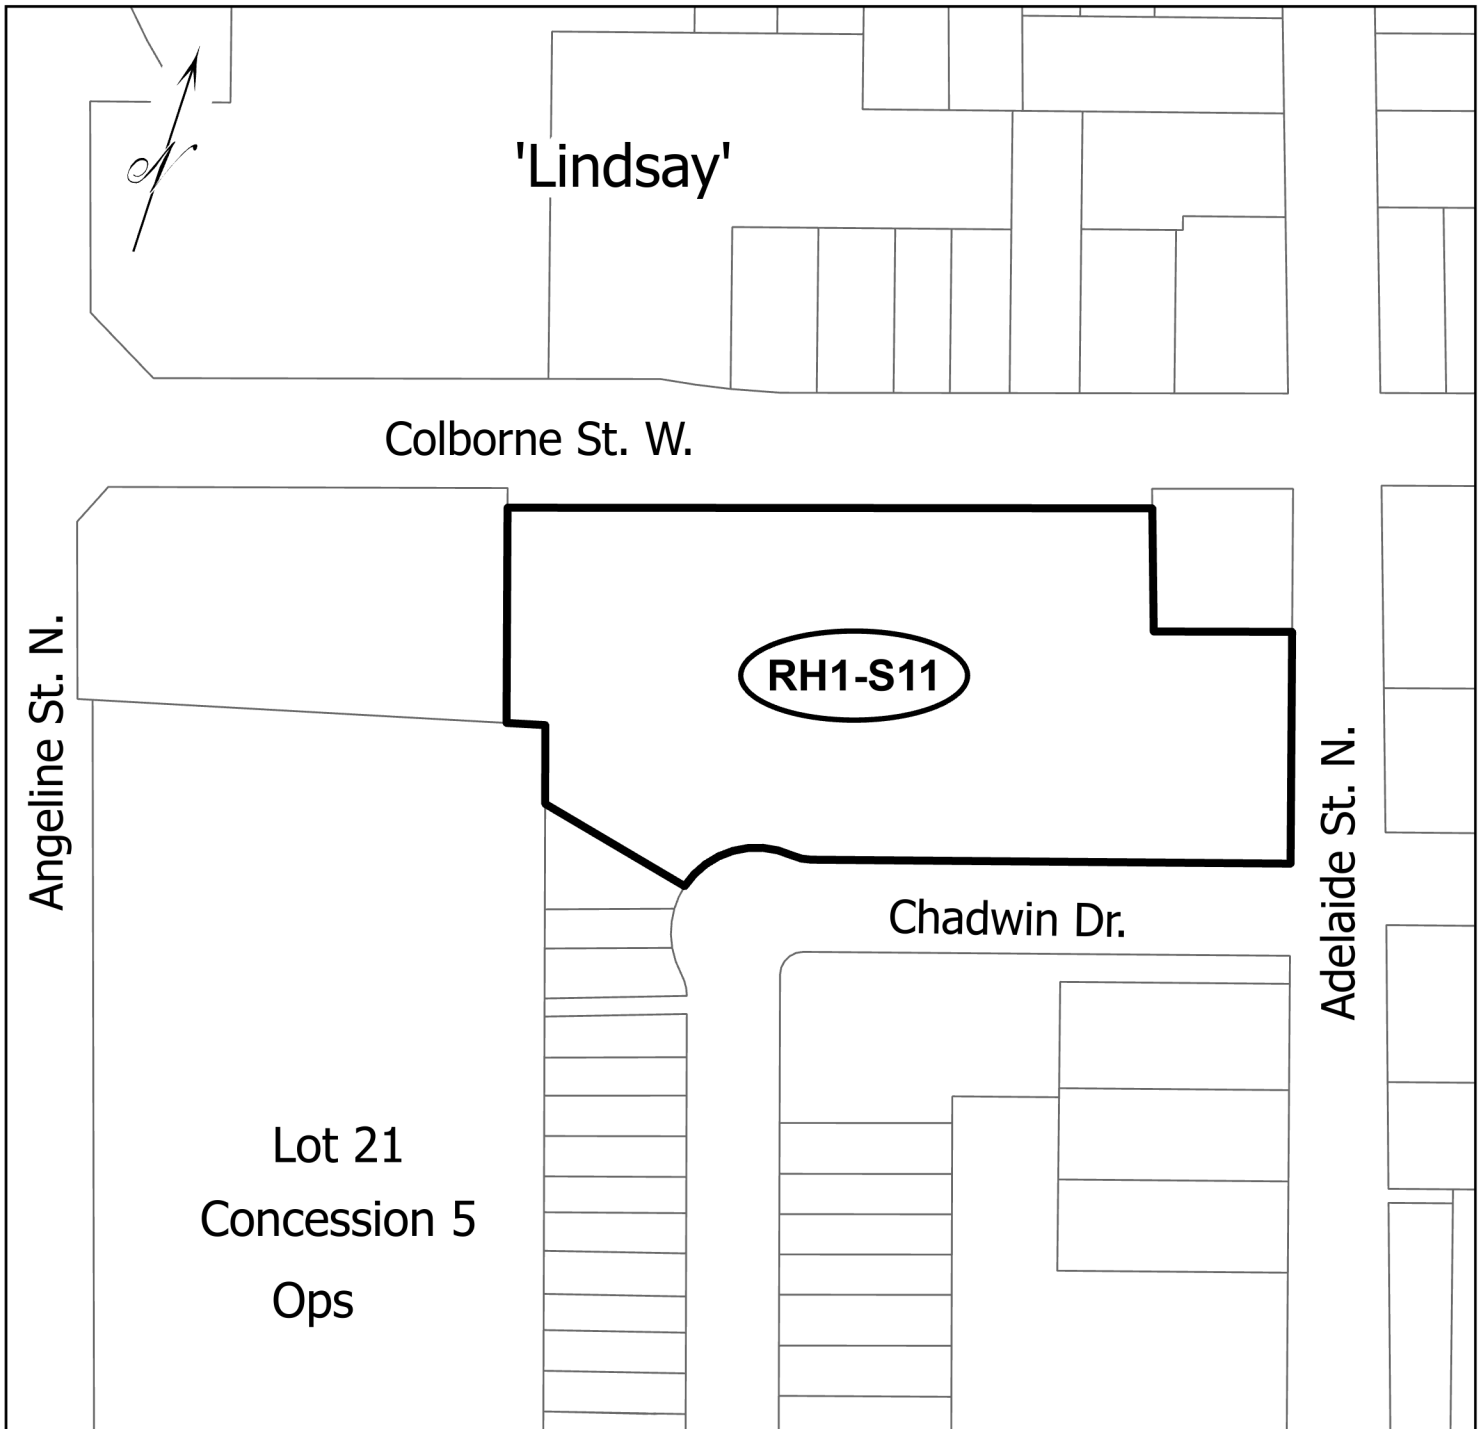 N
'Lindsay'
Colborne St. W.
Angeline St. N.
RH1-S11
Adelaide St. N.
Chadwin Dr.
Lot 21
Concession 5
Ops